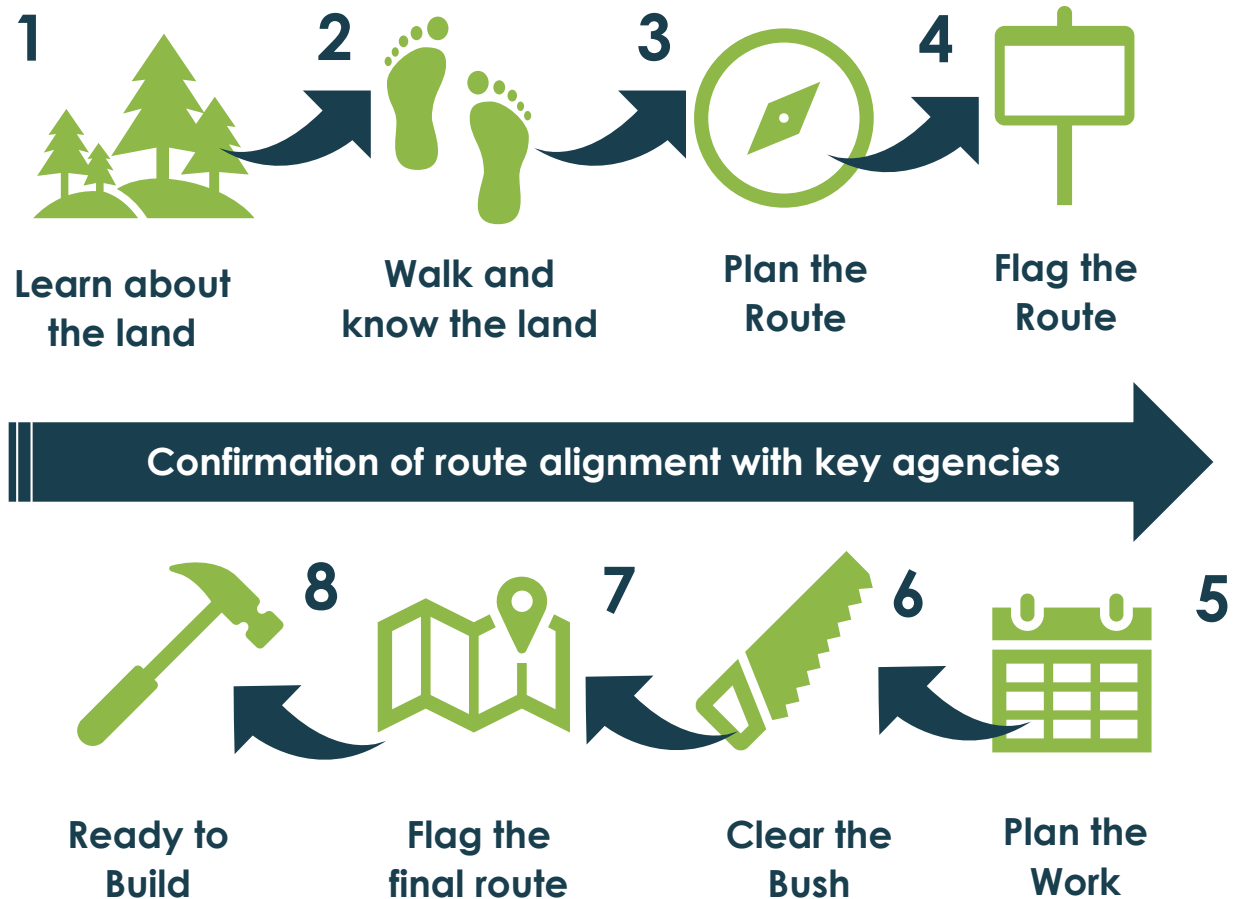 1
2
3
4
Learn about
the land
Walk and
know the land
Plan the
Route
Flag the
Route
Confirmation of route alignment with key agencies
8
7
6
5
Ready to
Build
Flag the
final route
Clear the
Bush
Plan the
Work